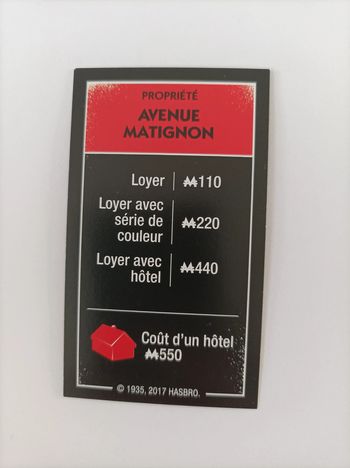 PROPRIÉTÉ
AVENUE
MATIGNON
Loyer ₩110
Loyer avec
série de
couleur ₩220
Loyer avec
hôtel ₩440
Coût d'un hôtel
₩550
© 1935, 2017 HASBRO.